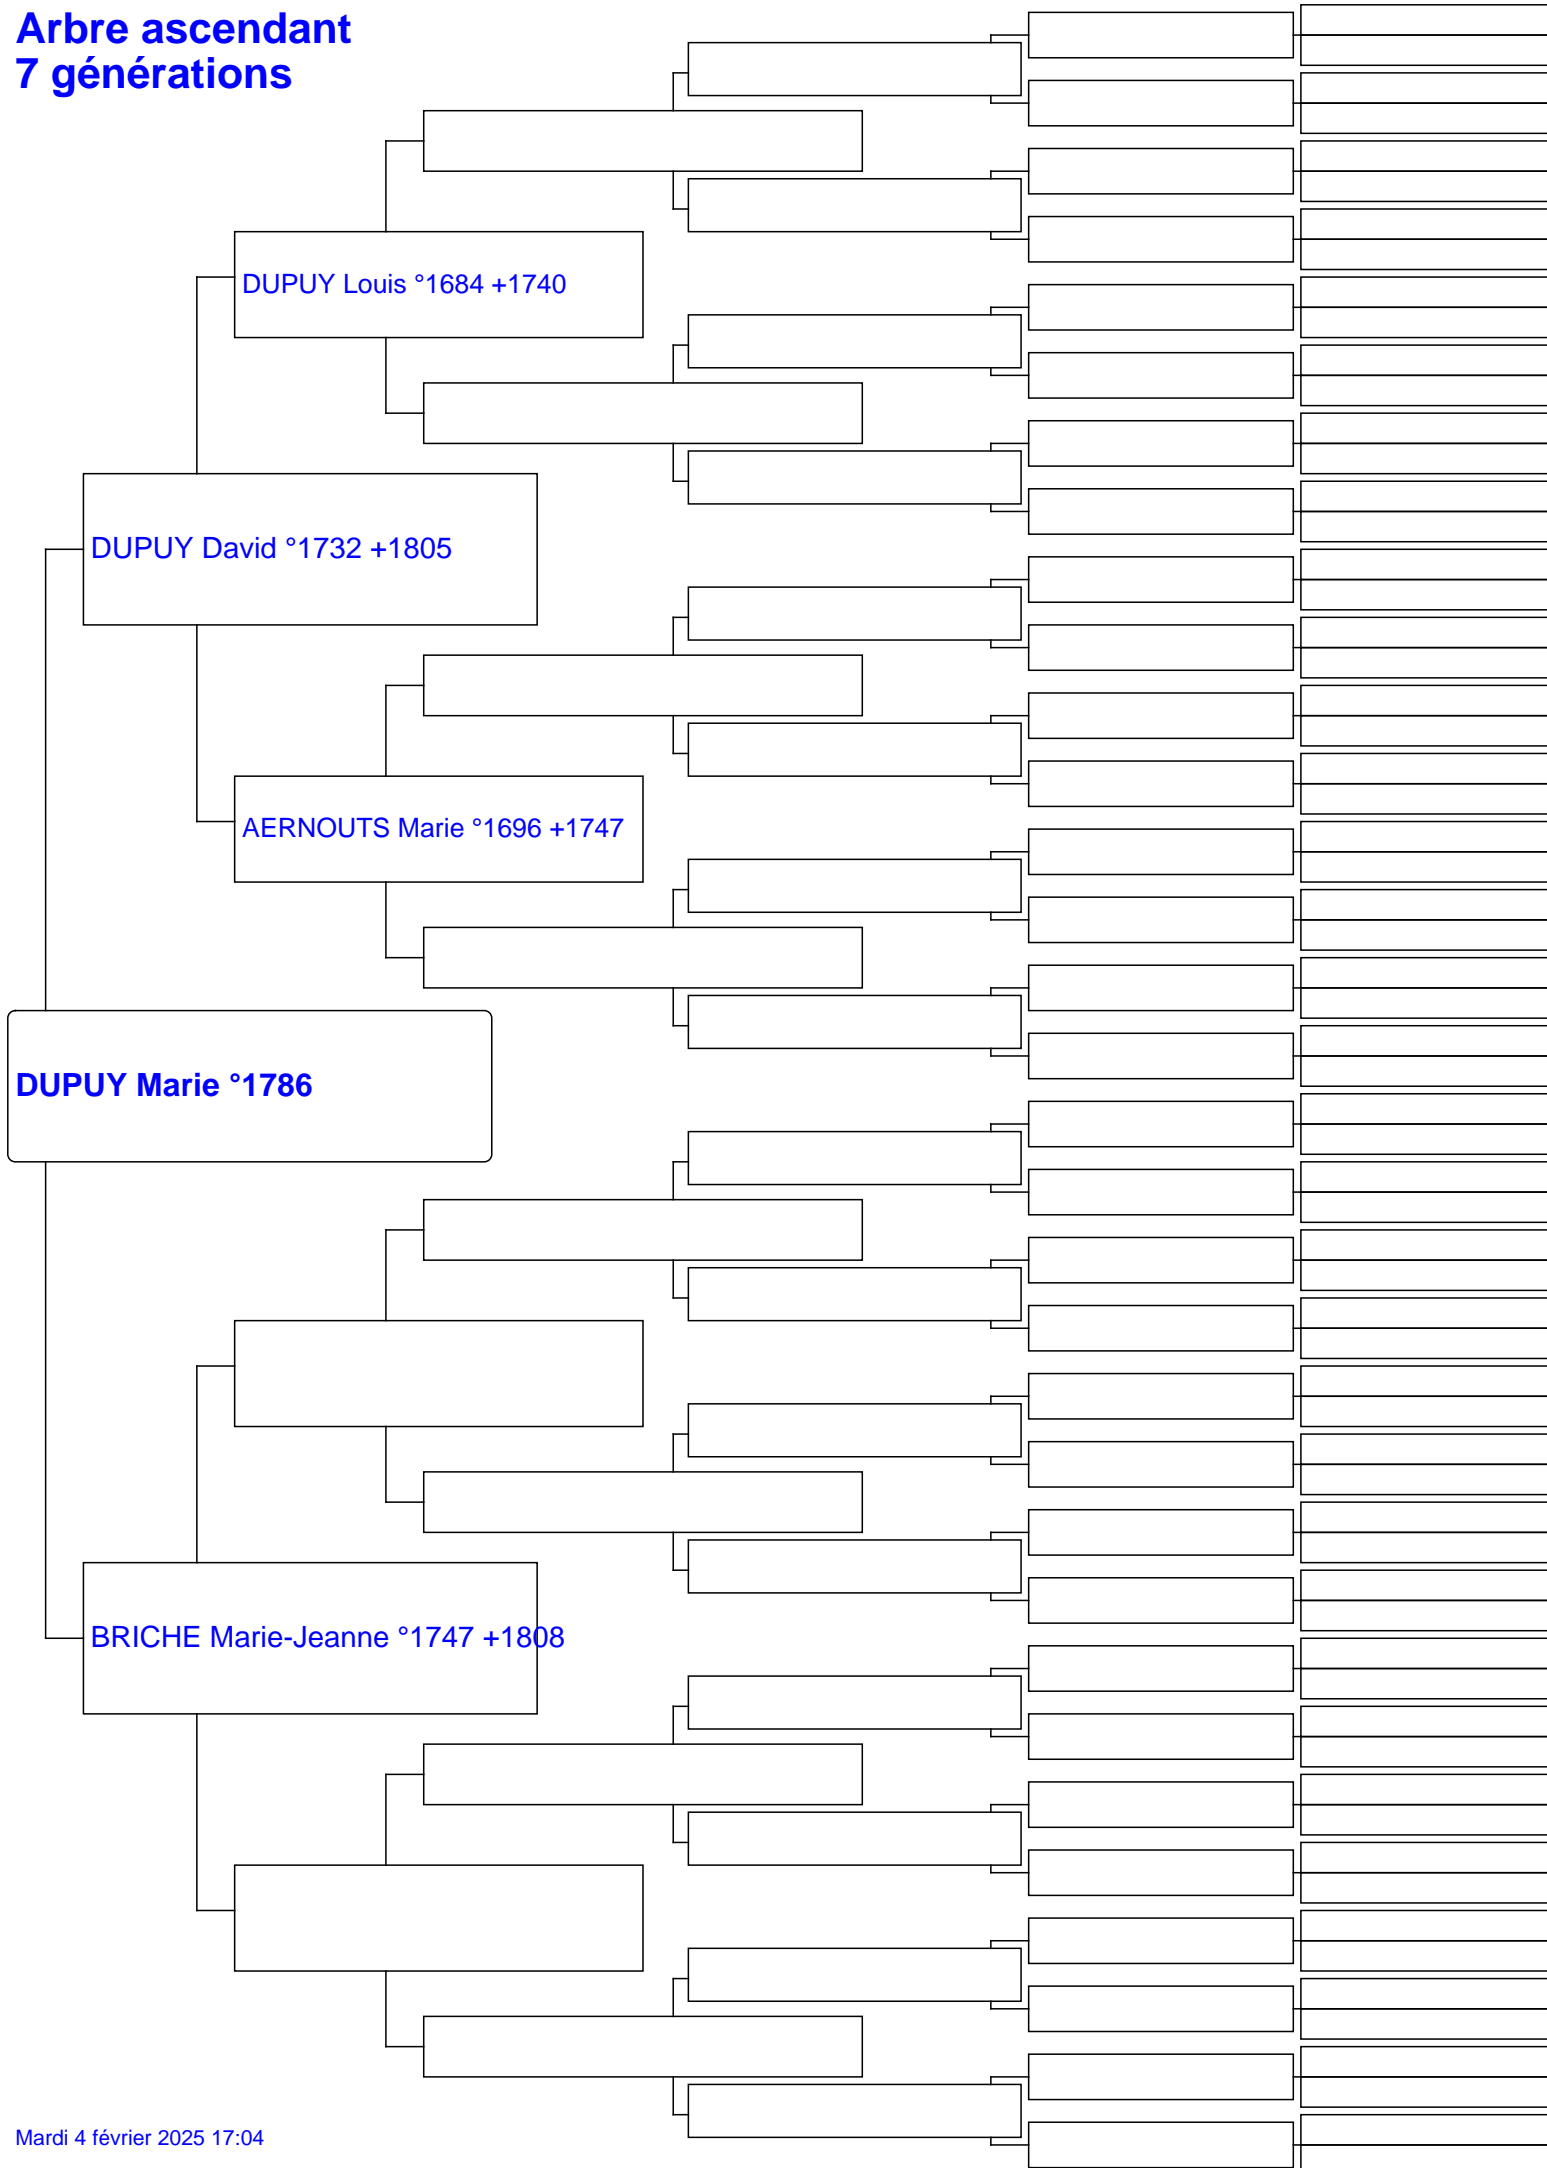 Arbre ascendant
7 générations
DUPUY Louis °1684 +1740
DUPUY David °1732 +1805
AERNOUTS Marie °1696 +1747
DUPUY Marie °1786
BRICHE Marie-Jeanne °1747 +1808
Mardi 4 février 2025 17:04